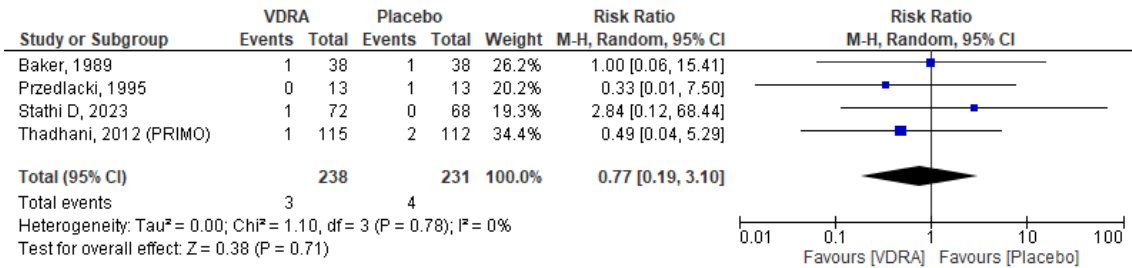 VDRA Placebo Risk Ratio Risk Ratio
Study or Subgroup Events Total Events Total Weight M-H, Random, 95% CI M-H, Random, 95% CI
Baker, 1989 1 38 1 38 26.2% 1.00 [0.06, 15.41]
Przedlacki, 1995 0 13 1 13 20.2% 0.33 [0.01, 7.50]
Stathi D, 2023 1 72 0 68 19.3% 2.84 [0.12, 68.44]
Thadhani, 2012 (PRIMO) 1 115 2 112 34.4% 0.49 [0.04, 5.29]
Total (95% CI) 238 231 100.0% 0.77 [0.19, 3.10]
Total events 3 4
Heterogeneity: Tau² = 0.00; Chi² = 1.10, df = 3 (P = 0.78); I² = 0%
Test for overall effect: Z = 0.38 (P = 0.71)
0.01 0.1 1 10 100
Favours [VDRA] Favours [Placebo]